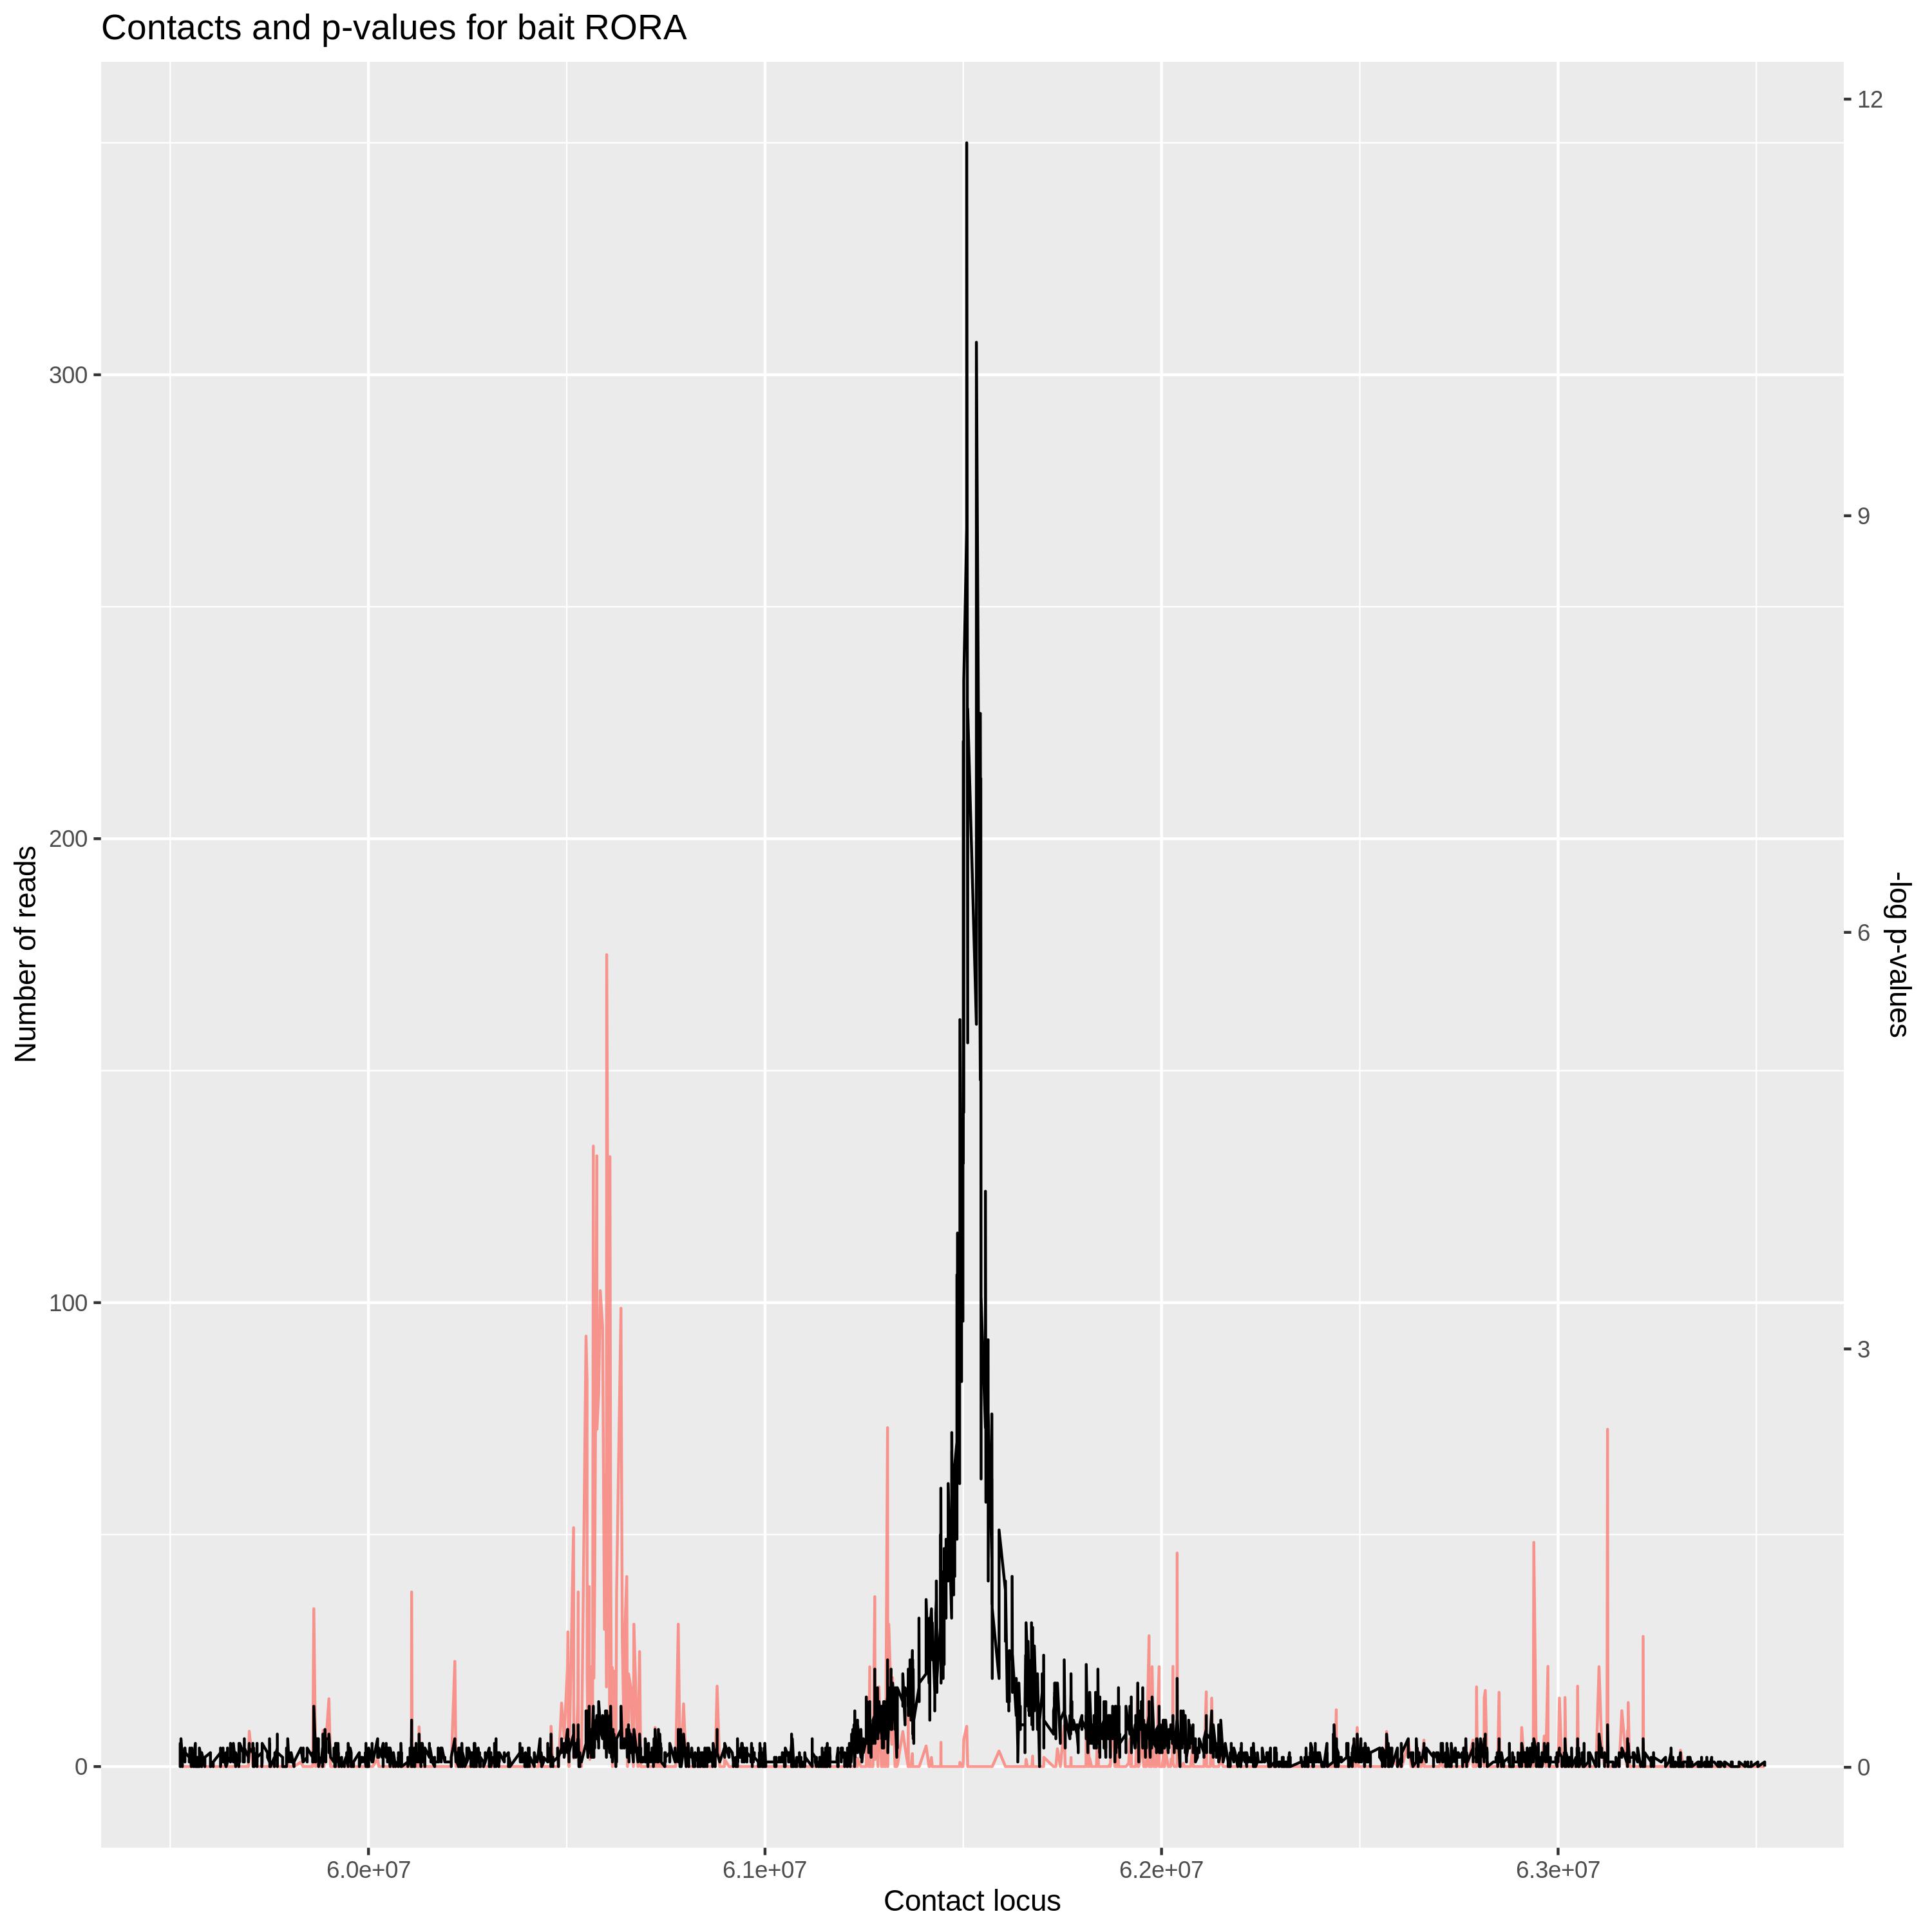 Contacts and p-values for bait RORA
Number of reads
300
200
100
0
12
9
6
3
0
-log p-values
6.0e+07 6.1e+07 6.2e+07 6.3e+07
Contact locus